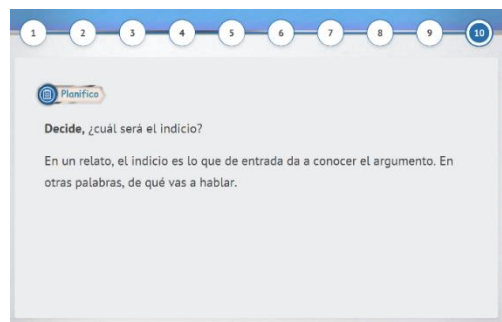 1 2 3 4 5 6 7 8 9 10
Planifico
Decide, ¿cuál será el indicio?
En un relato, el indicio es lo que de entrada da a conocer el argumento. En
otras palabras, de qué vas a hablar.